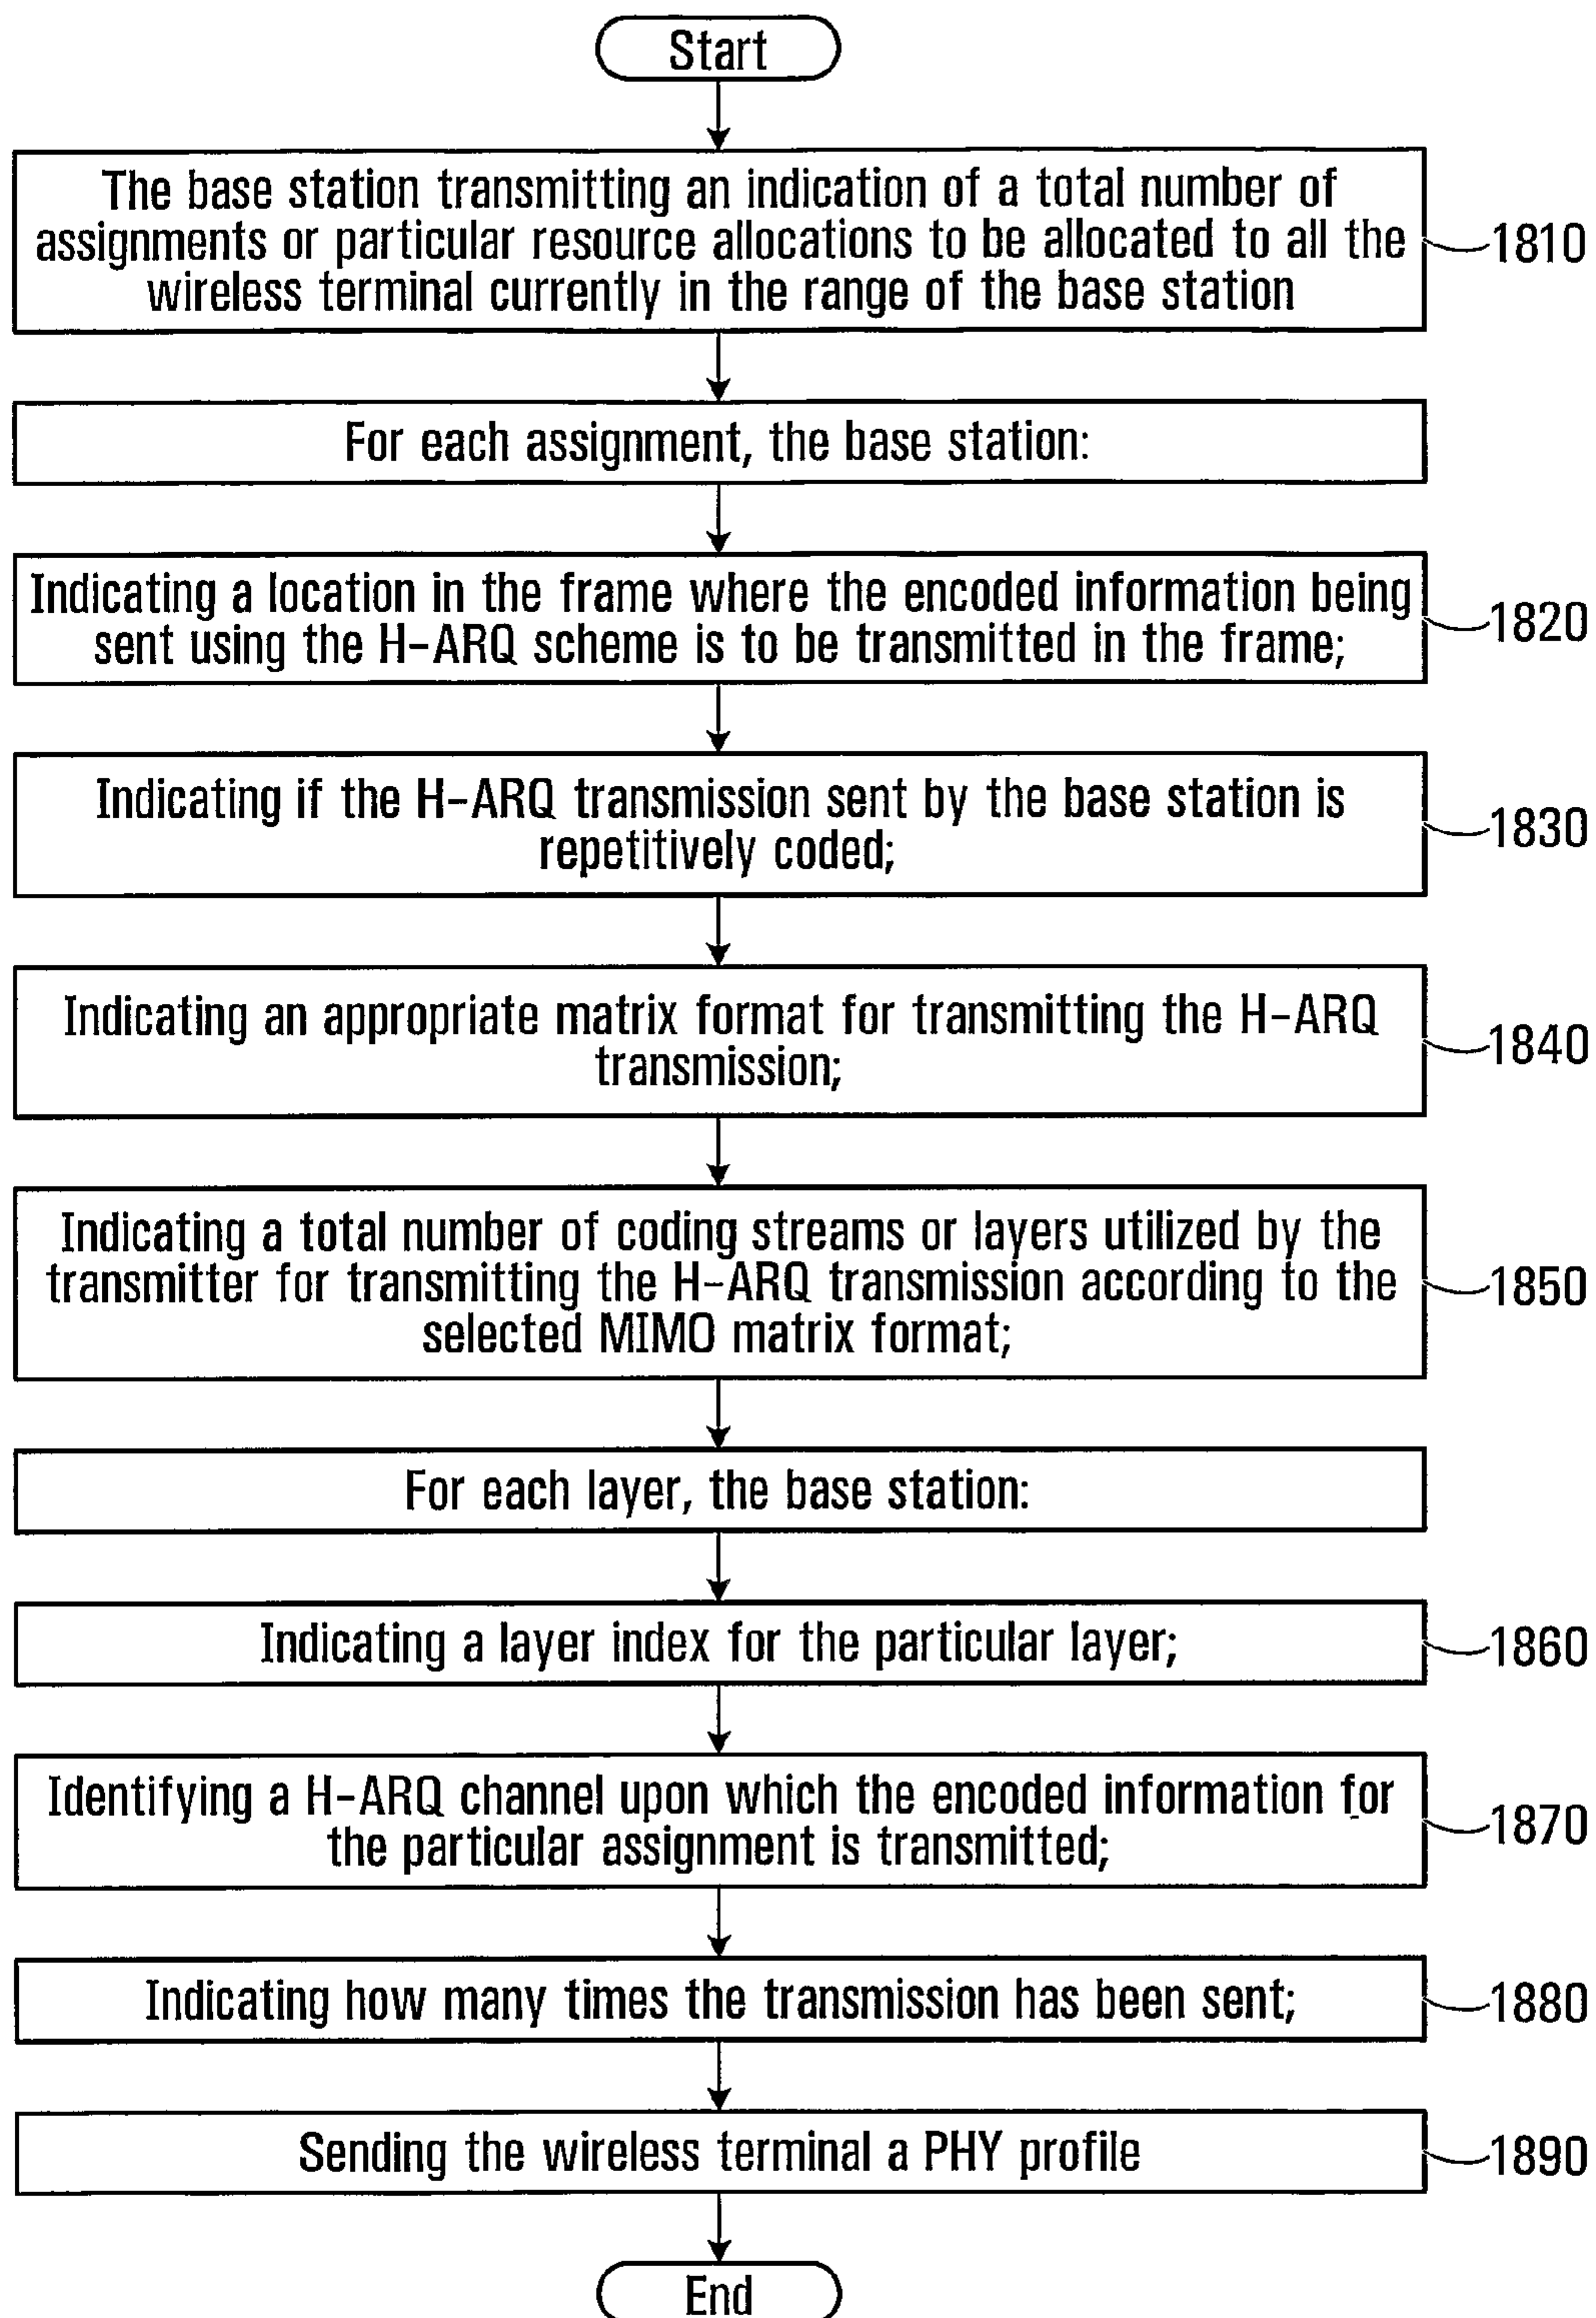 Start
The base station transmitting an indication of a total number of
assignments or particular resource allocations to be allocated to all the
wireless terminal currently in the range of the base station
1810
For each assignment, the base station:
Indicating a location in the frame where the encoded information being
sent using the H-ARQ scheme is to be transmitted in the frame;
1820
Indicating if the H-ARQ transmission sent by the base station is
repetitively coded;
1830
Indicating an appropriate matrix format for transmitting the H-ARQ
transmission;
1840
Indicating a total number of coding streams or layers utilized by the
transmitter for transmitting the H-ARQ transmission according to the
selected MIMO matrix format;
1850
For each layer, the base station:
Indicating a layer index for the particular layer;
1860
Identifying a H-ARQ channel upon which the encoded information for
the particular assignment is transmitted;
1870
Indicating how many times the transmission has been sent;
1880
Sending the wireless terminal a PHY profile
1890
End